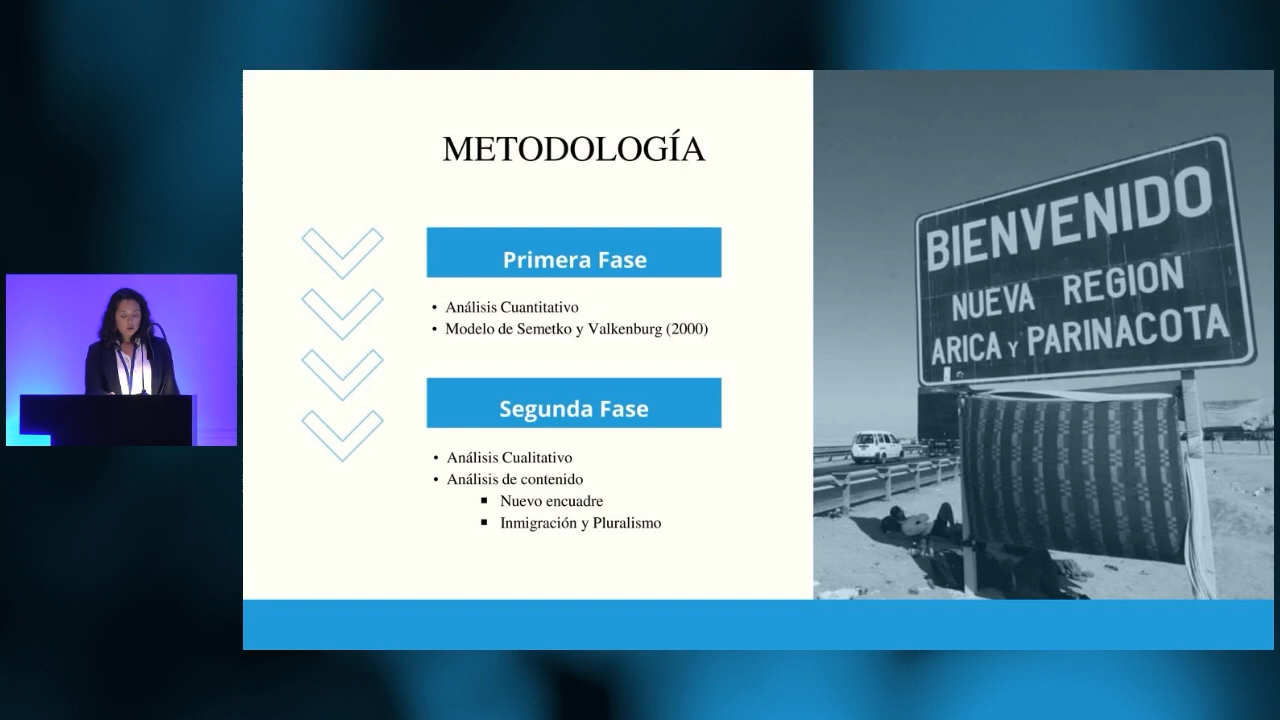 METODOLOGÍA
Primera Fase
• Análisis Cuantitativo
• Modelo de Semetko y Valkenburg (2000)
Segunda Fase
• Análisis Cualitativo
• Análisis de contenido
▪ Nuevo encuadre
▪ Inmigración y Pluralismo
BIENVENIDO
NUEVA REGION
ARICA Y PARINACOTA